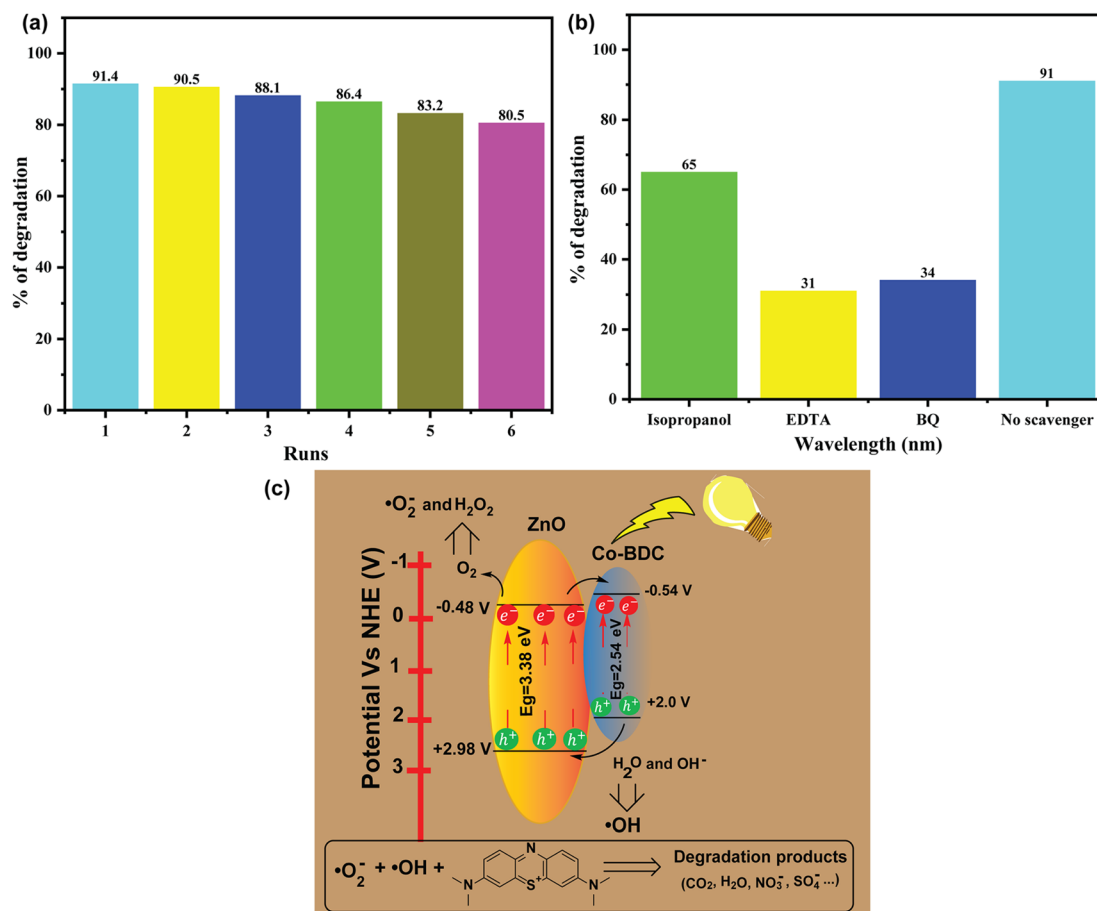 (a)
% of degradation
100
80
60
40
20
0
91.4
90.5
88.1
86.4
83.2
80.5
1 2 3 4 5 6
Runs
(b)
% of degradation
100
80
60
40
20
0
65
31
34
91
Isopropanol EDTA BQ No scavenger
Wavelength (nm)
(c)
•O₂⁻ and H₂O₂
O₂
ZnO
Co-BDC
Potential Vs NHE (V)
-1
0
1
2
3
-0.48 V
-0.54 V
e⁻ e⁻ e⁻ e⁻ e⁻
Eg=3.38 eV
Eg=2.54 eV
h⁺ h⁺
+2.0 V
h⁺ h⁺ h⁺
+2.98 V
H₂O and OH⁻
•OH
•O₂⁻ + •OH +
N
N
S⁺
N
Degradation products
(CO₂, H₂O, NO₃⁻, SO₄⁻ ...)